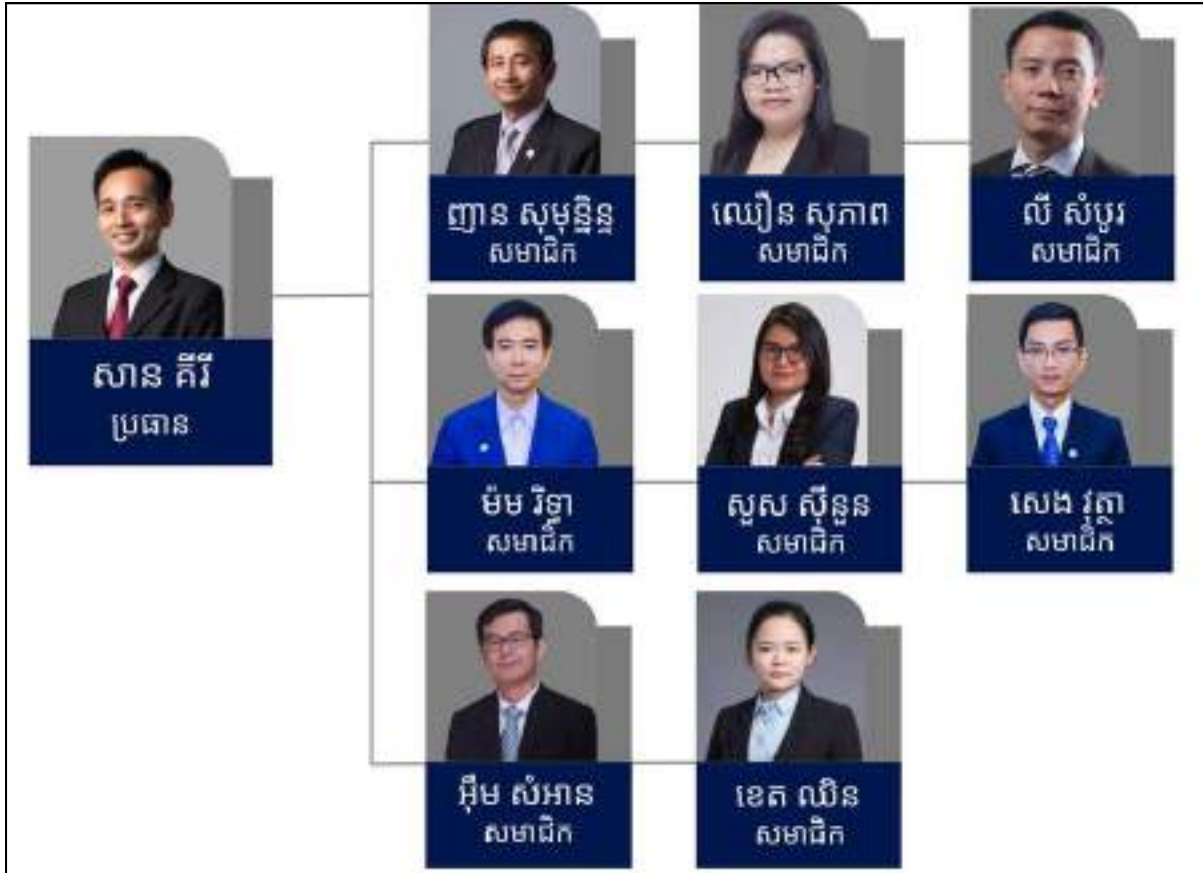 ញាន សុមុន្និន្ទ
សមាជិក
ឈឿន សុភាព
សមាជិក
លី សំបូរ
សមាជិក
សាន គីរី
ប្រធាន
ម៉ម រិទ្ធា
សមាជិក
សួស ស៊ីនួន
សមាជិក
សេង វុត្ថា
សមាជិក
អ៊ឹម សំអាន
សមាជិក
ខេត ឈិន
សមាជិក